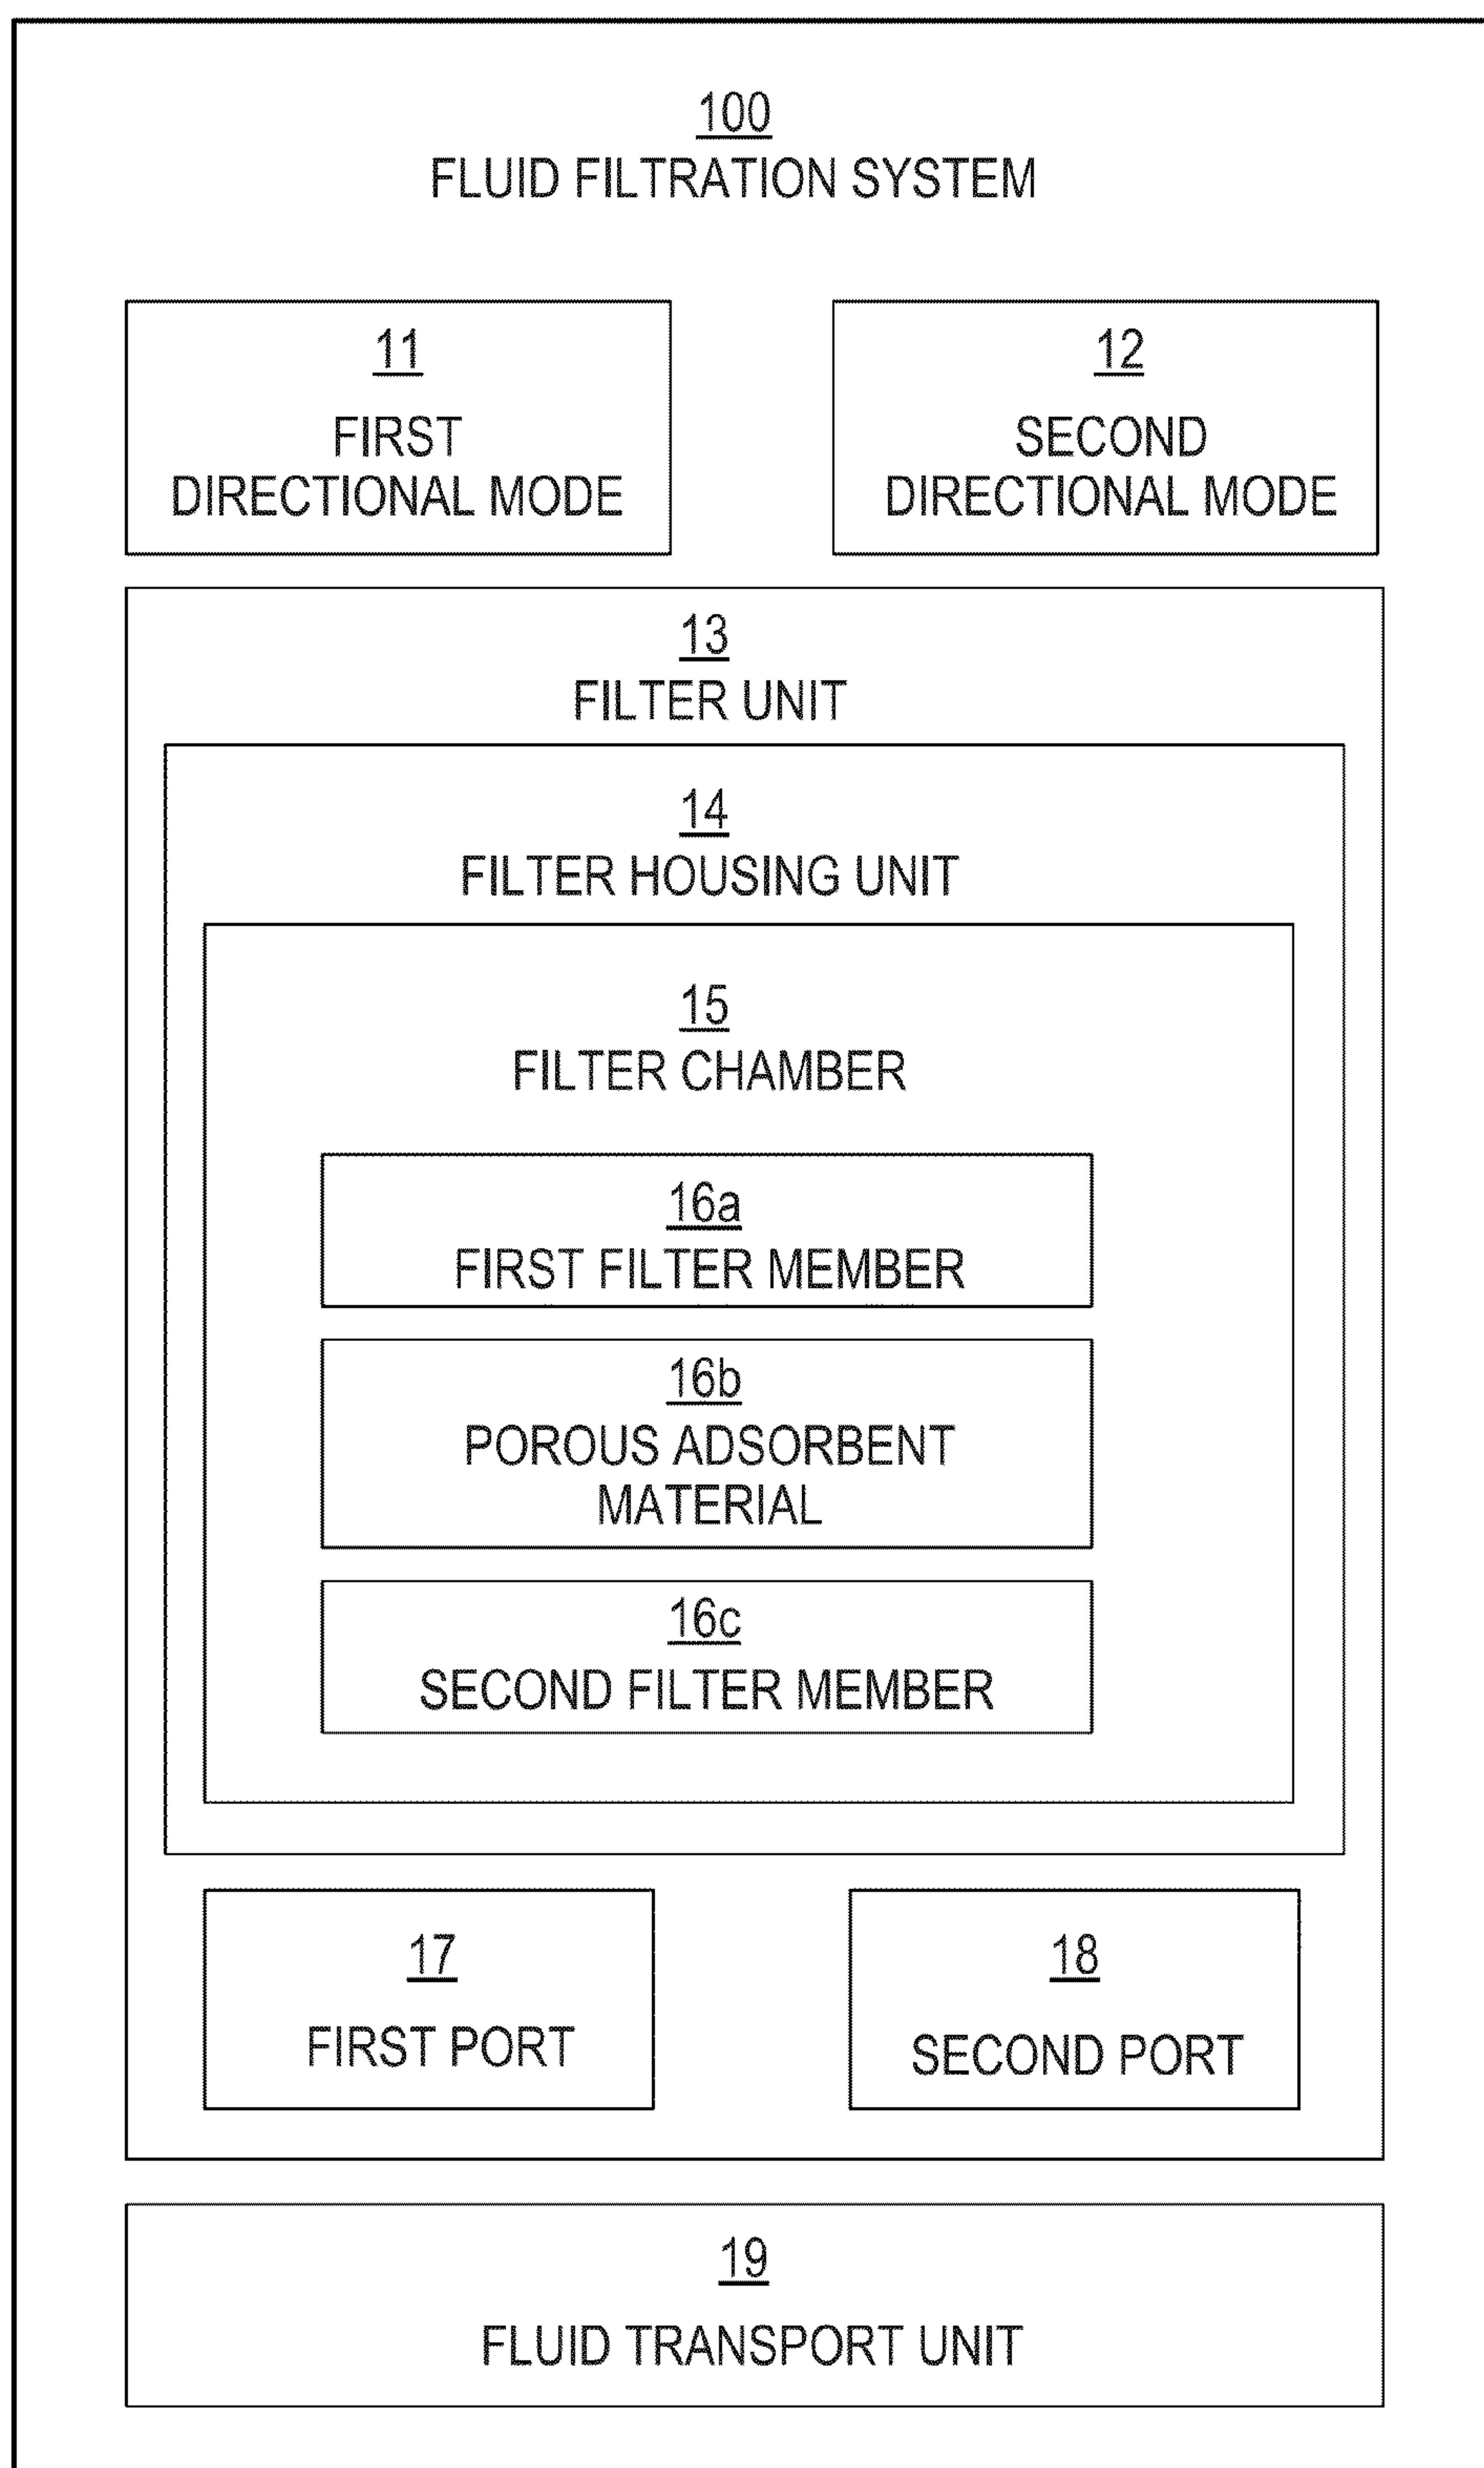 100
FLUID FILTRATION SYSTEM
11
FIRST
DIRECTIONAL MODE
12
SECOND
DIRECTIONAL MODE
13
FILTER UNIT
14
FILTER HOUSING UNIT
15
FILTER CHAMBER
16a
FIRST FILTER MEMBER
16b
POROUS ADSORBENT
MATERIAL
16c
SECOND FILTER MEMBER
17
FIRST PORT
18
SECOND PORT
19
FLUID TRANSPORT UNIT